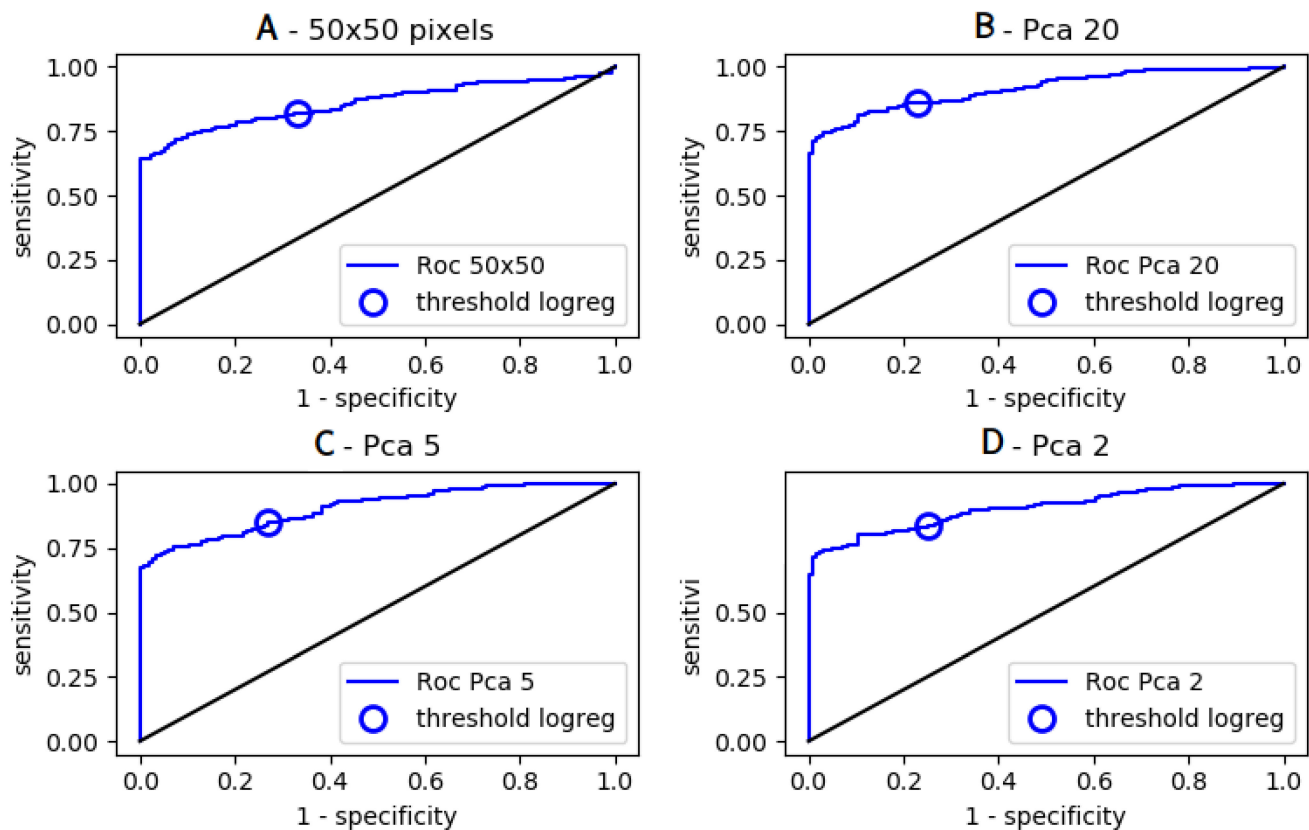 A - 50x50 pixels
1.00
0.75
0.50
0.25
0.00
sensitivity
0.0 0.2 0.4 0.6 0.8 1.0
1 - specificity
Roc 50x50
threshold logreg
B - Pca 20
1.00
0.75
0.50
0.25
0.00
sensitivity
0.0 0.2 0.4 0.6 0.8 1.0
1 - specificity
Roc Pca 20
threshold logreg
C - Pca 5
1.00
0.75
0.50
0.25
0.00
sensitivity
0.0 0.2 0.4 0.6 0.8 1.0
1 - specificity
Roc Pca 5
threshold logreg
D - Pca 2
0.50
0.25
0.00
sensitivi
0.0 0.2 0.4 0.6 0.8 1.0
1 - specificity
Roc Pca 2
threshold logreg